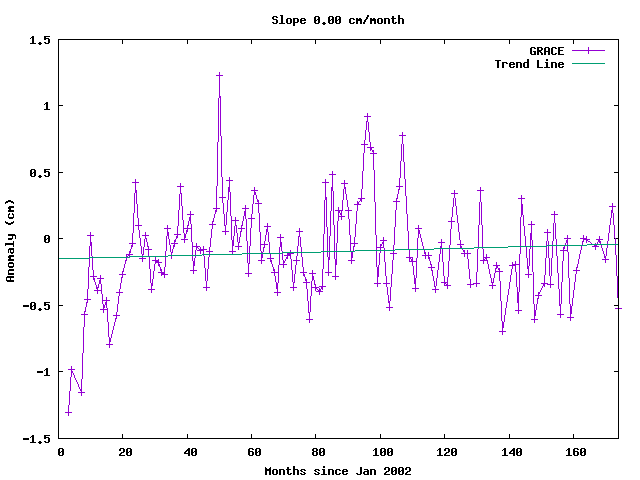 Slope 0.00 cm/month
GRACE
Trend Line
1.5
1
0.5
0
-0.5
-1
-1.5
Anomaly (cm)
0 20 40 60 80 100 120 140 160
Months since Jan 2002